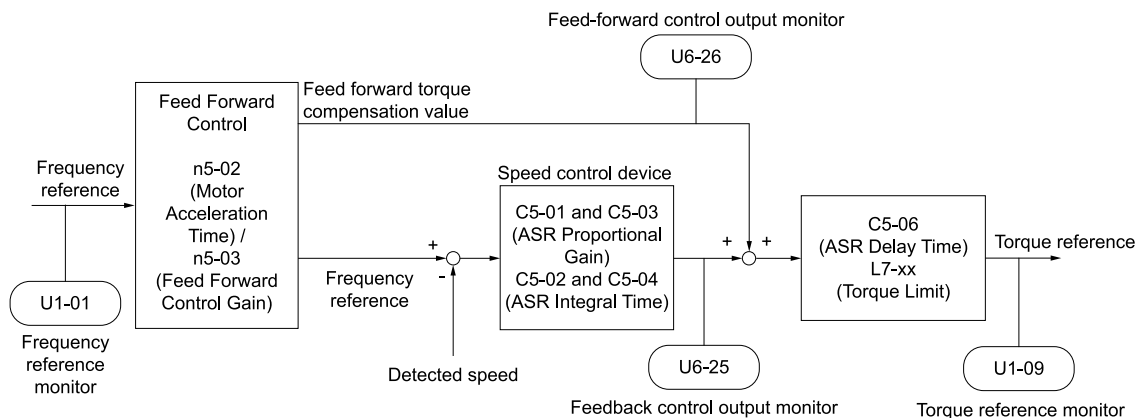 Feed-forward control output monitor
U6-26
Feed Forward
Control
n5-02
(Motor
Acceleration
Time) /
n5-03
(Feed Forward
Control Gain)
Feed forward torque
compensation value
Frequency
reference
U1-01
Frequency
reference
monitor
Speed control device
C5-01 and C5-03
(ASR Proportional
Gain)
C5-02 and C5-04
(ASR Integral Time)
+
-
Frequency
reference
Detected speed
+
+
U6-25
Feedback control output monitor
C5-06
(ASR Delay Time)
L7-xx
(Torque Limit)
Torque reference
U1-09
Torque reference monitor